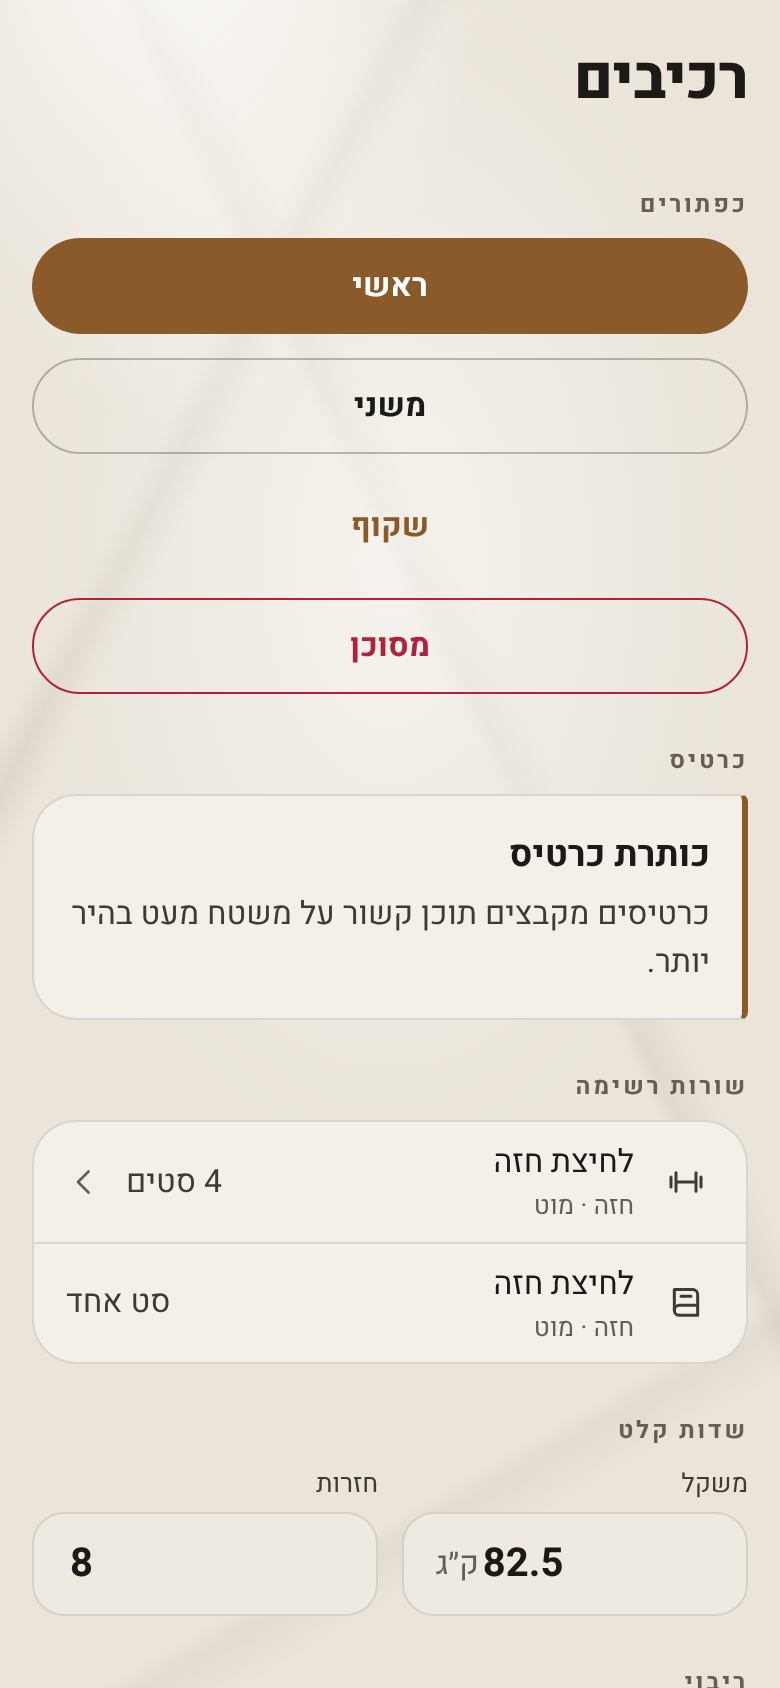 רכיבים
כפתורים
ראשי
משני
שקוף
מסוכן
כרטיס
כותרת כרטיס
כרטיסים מקבצים תוכן קשור על משטח מעט בהיר
יותר.
שורות רשימה
לחיצת חזה
חזה · מוט
4 סטים
לחיצת חזה
חזה · מוט
סט אחד
שדות קלט
משקל
חזרות
82.5 ק״ג
8
ריבוי